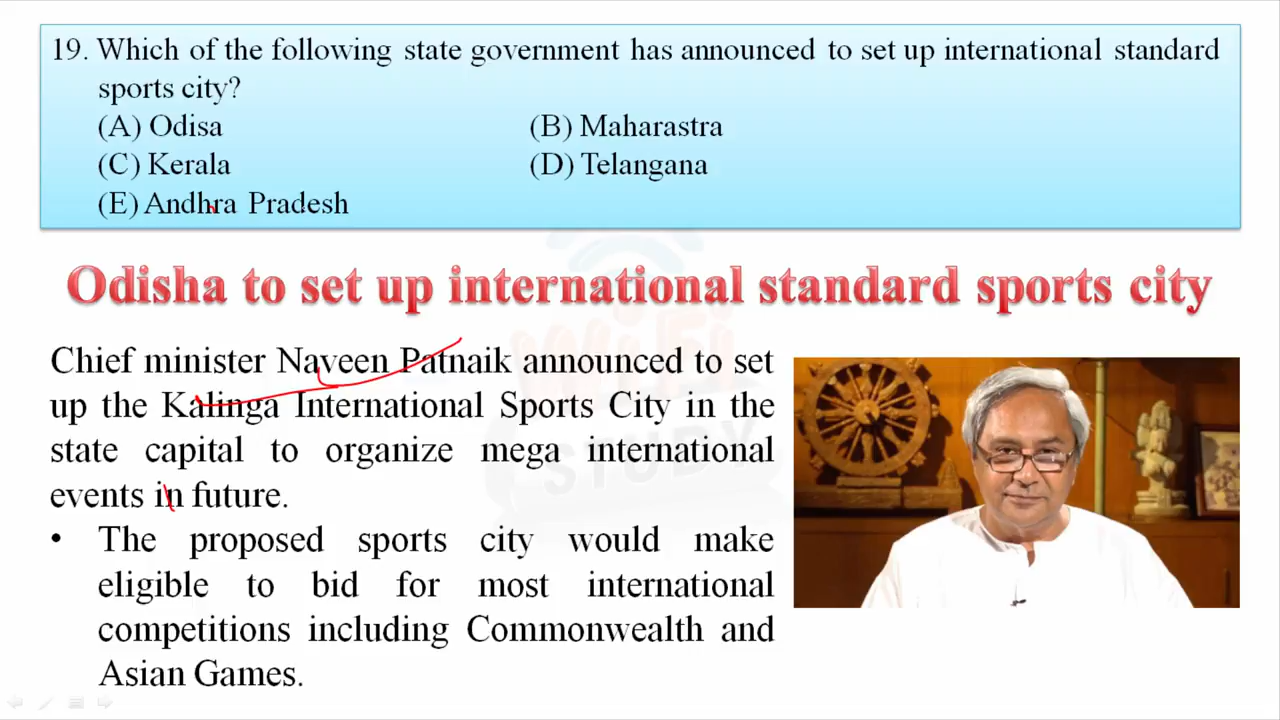 19. Which of the following state government has announced to set up international standard
sports city?
(A) Odisa (B) Maharastra
(C) Kerala (D) Telangana
(E) Andhra Pradesh
Odisha to set up international standard sports city
Chief minister Naveen Patnaik announced to set
up the Kalinga International Sports City in the
state capital to organize mega international
events in future.
• The proposed sports city would make
eligible to bid for most international
competitions including Commonwealth and
Asian Games.
WiFi
STUDY